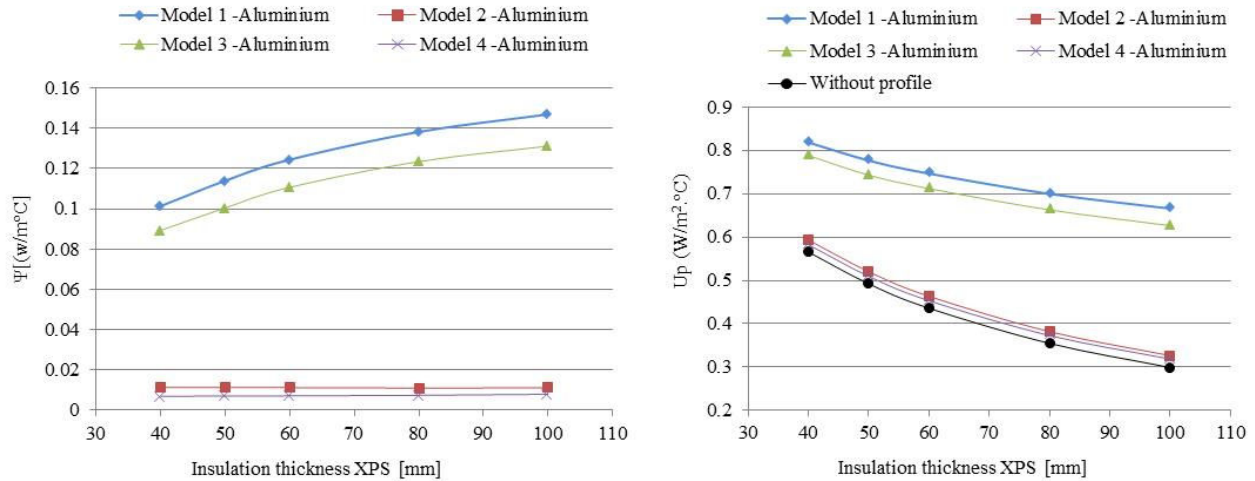 Model 1 -Aluminium Model 2 -Aluminium
Model 3 -Aluminium Model 4 -Aluminium
Ψ[(w/m°C]
0.16
0.14
0.12
0.1
0.08
0.06
0.04
0.02
0
30 40 50 60 70 80 90 100 110
Insulation thickness XPS [mm]
Model 1 -Aluminium Model 2 -Aluminium
Model 3 -Aluminium Model 4 -Aluminium
Without profile
Up (W/m².°C)
0.9
0.8
0.7
0.6
0.5
0.4
0.3
0.2
30 40 50 60 70 80 90 100 110
Insulation thickness XPS [mm]